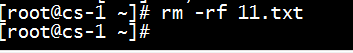 [root@cs-1 ~]# rm -rf 11.txt
[root@cs-1 ~]#